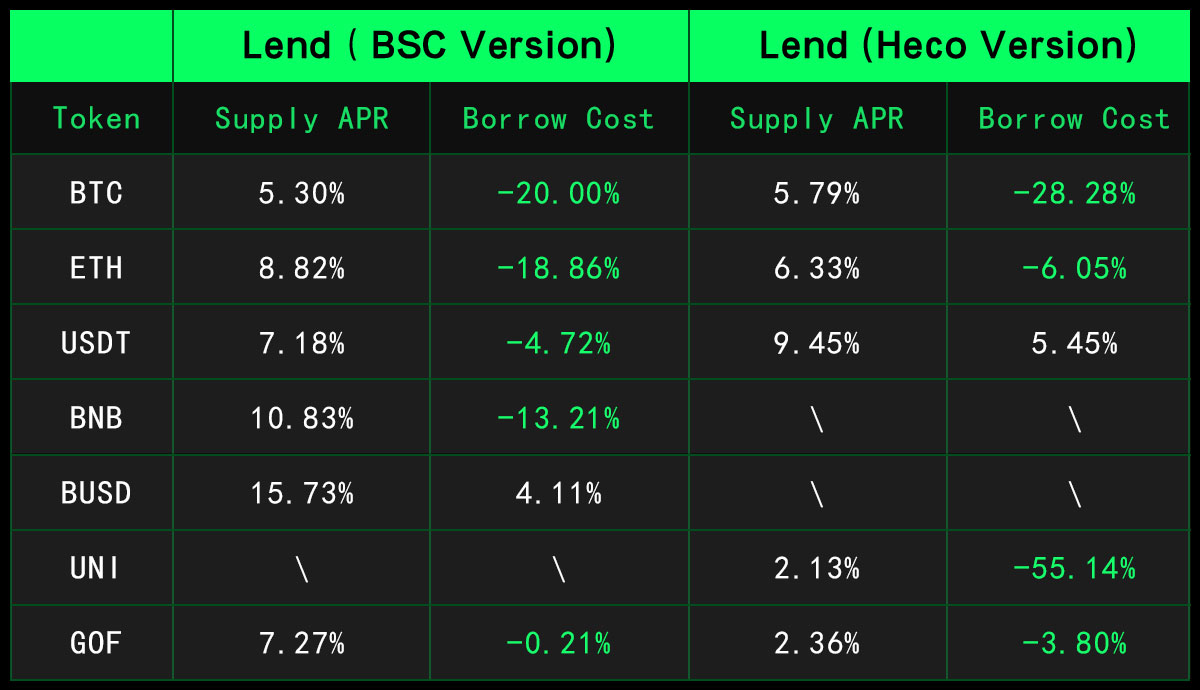 Lend ( BSC Version) Lend (Heco Version)
Token Supply APR Borrow Cost Supply APR Borrow Cost
BTC 5.30% -20.00% 5.79% -28.28%
ETH 8.82% -18.86% 6.33% -6.05%
USDT 7.18% -4.72% 9.45% 5.45%
BNB 10.83% -13.21% \ \
BUSD 15.73% 4.11% \ \
UNI \ \ 2.13% -55.14%
GOF 7.27% -0.21% 2.36% -3.80%